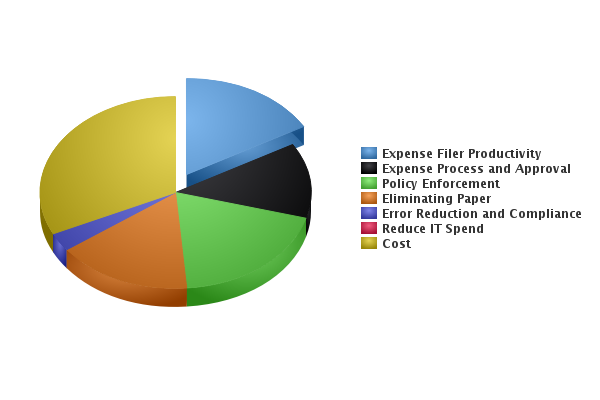 Expense Filer Productivity
Expense Process and Approval
Policy Enforcement
Eliminating Paper
Error Reduction and Compliance
Reduce IT Spend
Cost